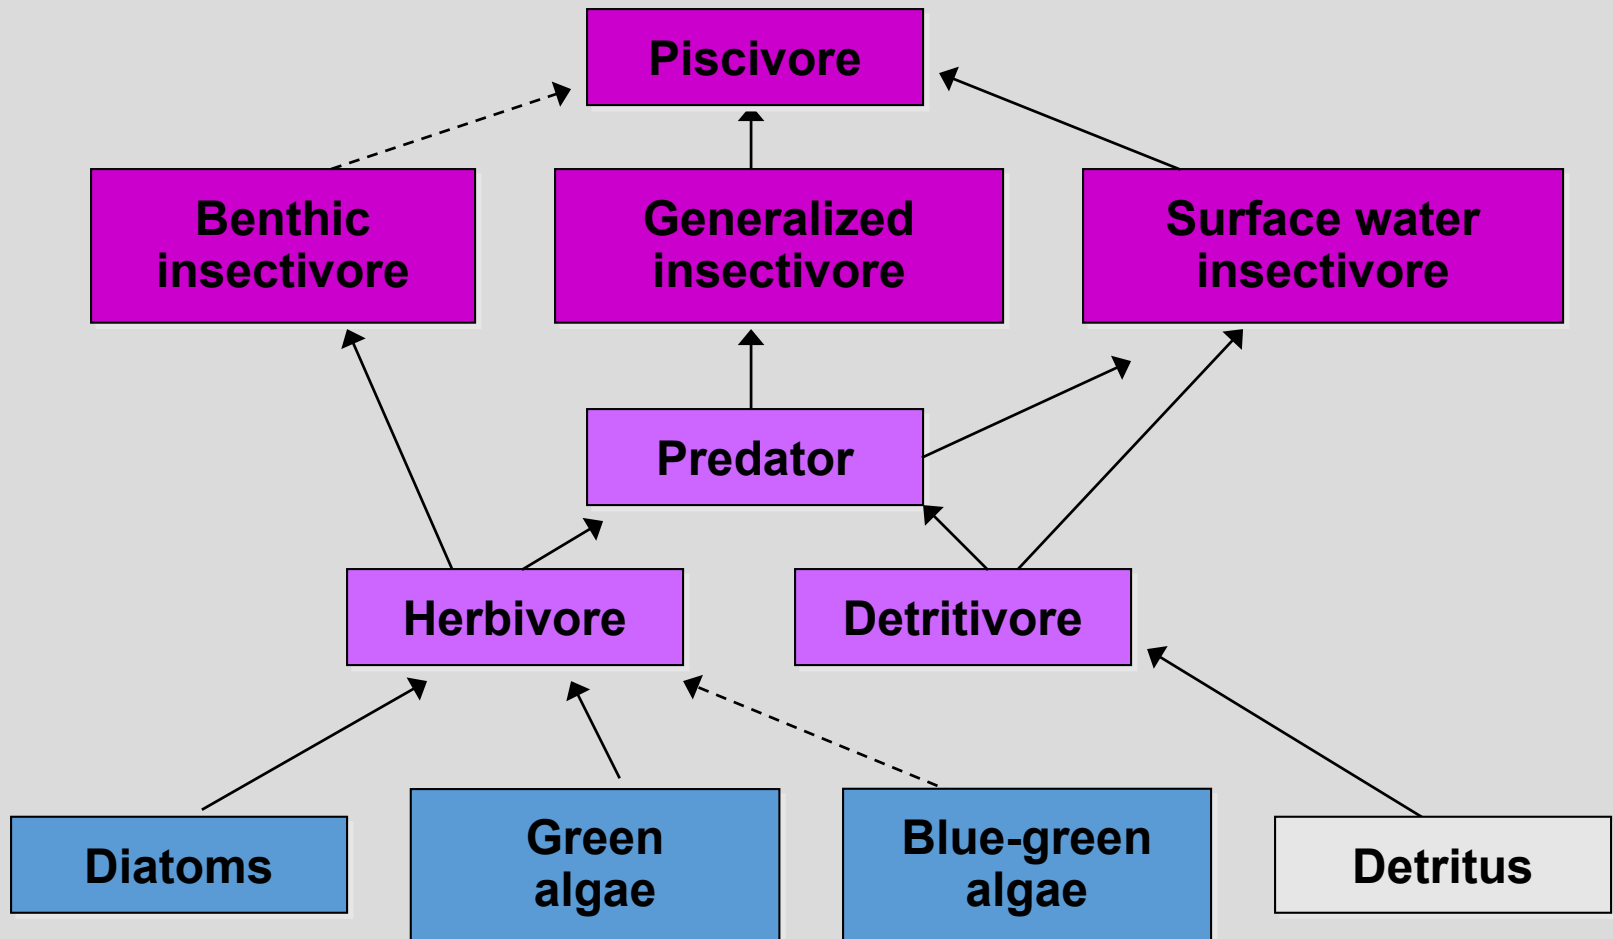 Piscivore
Benthic
insectivore
Generalized
insectivore
Surface water
insectivore
Predator
Herbivore
Detritivore
Diatoms
Green
algae
Blue-green
algae
Detritus